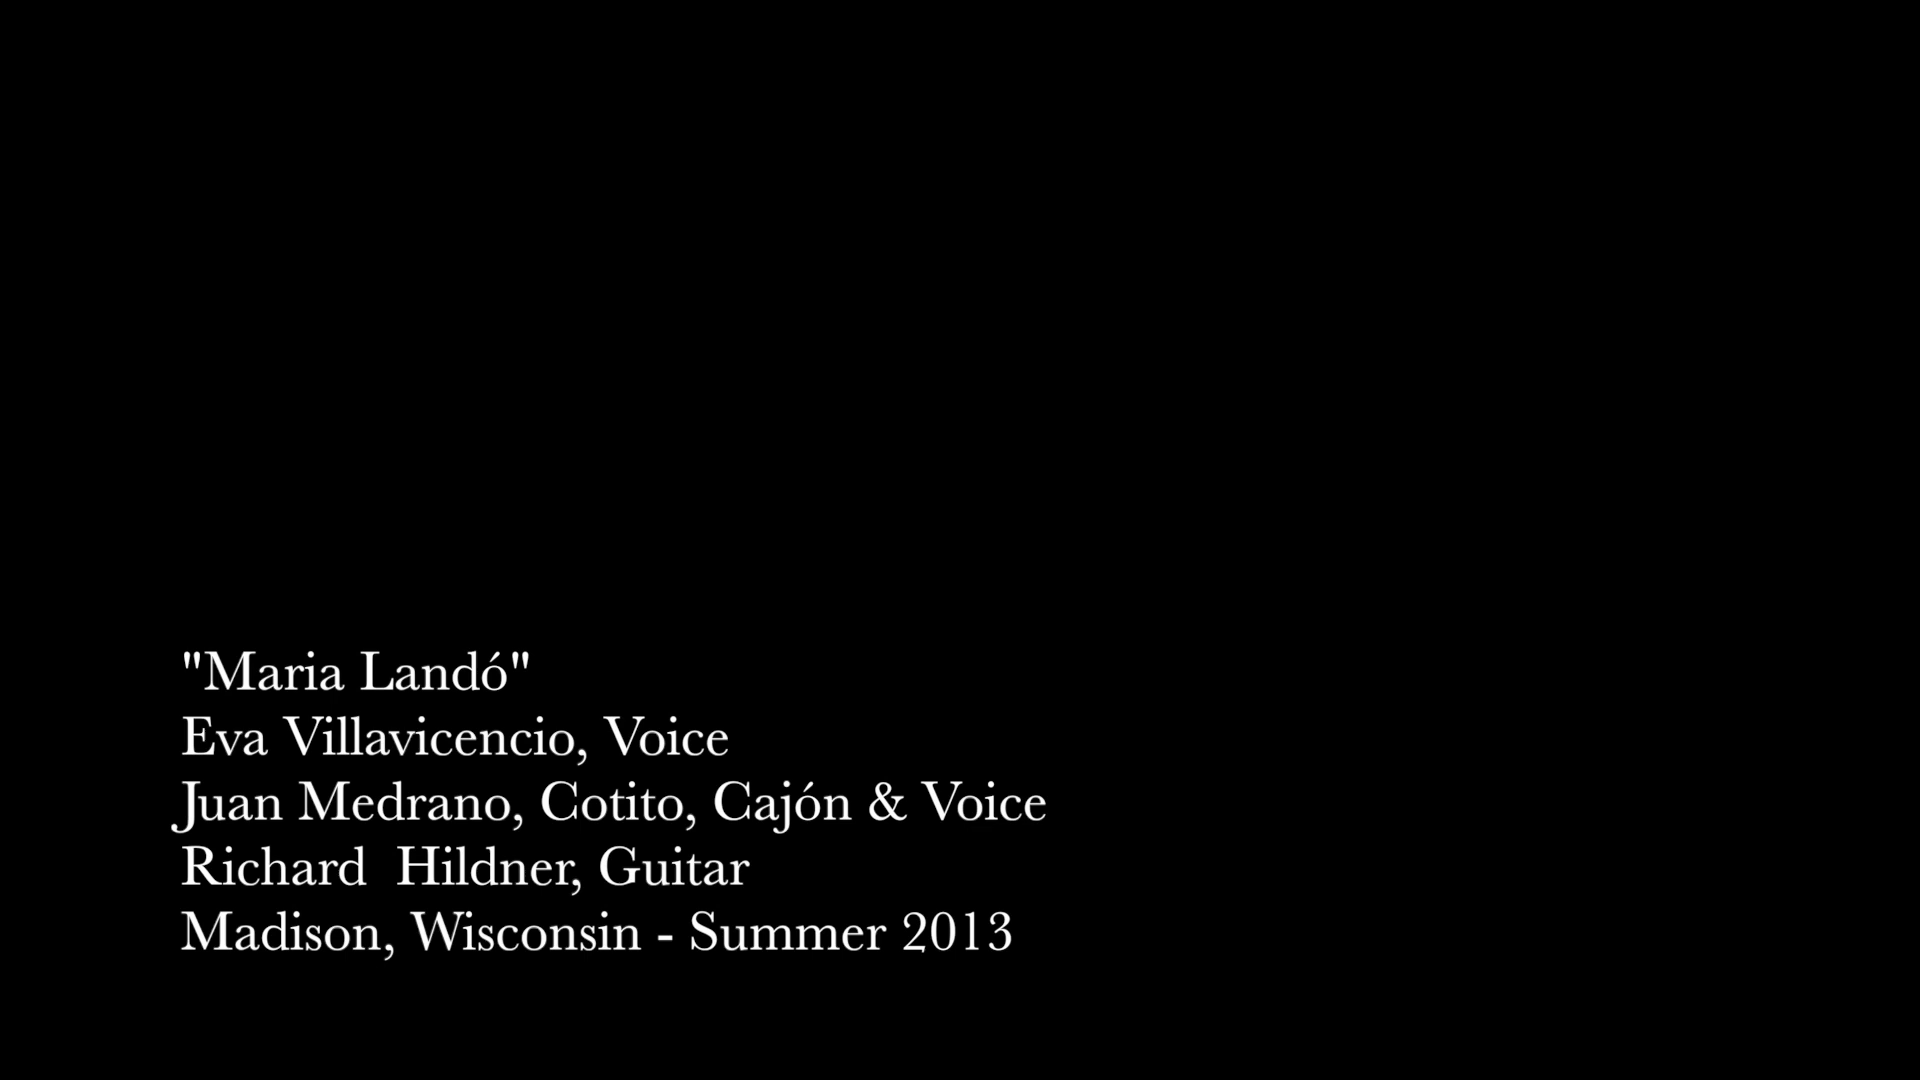 "Maria Landó"
Eva Villavicencio, Voice
Juan Medrano, Cotito, Cajón & Voice
Richard  Hildner, Guitar
Madison, Wisconsin - Summer 2013